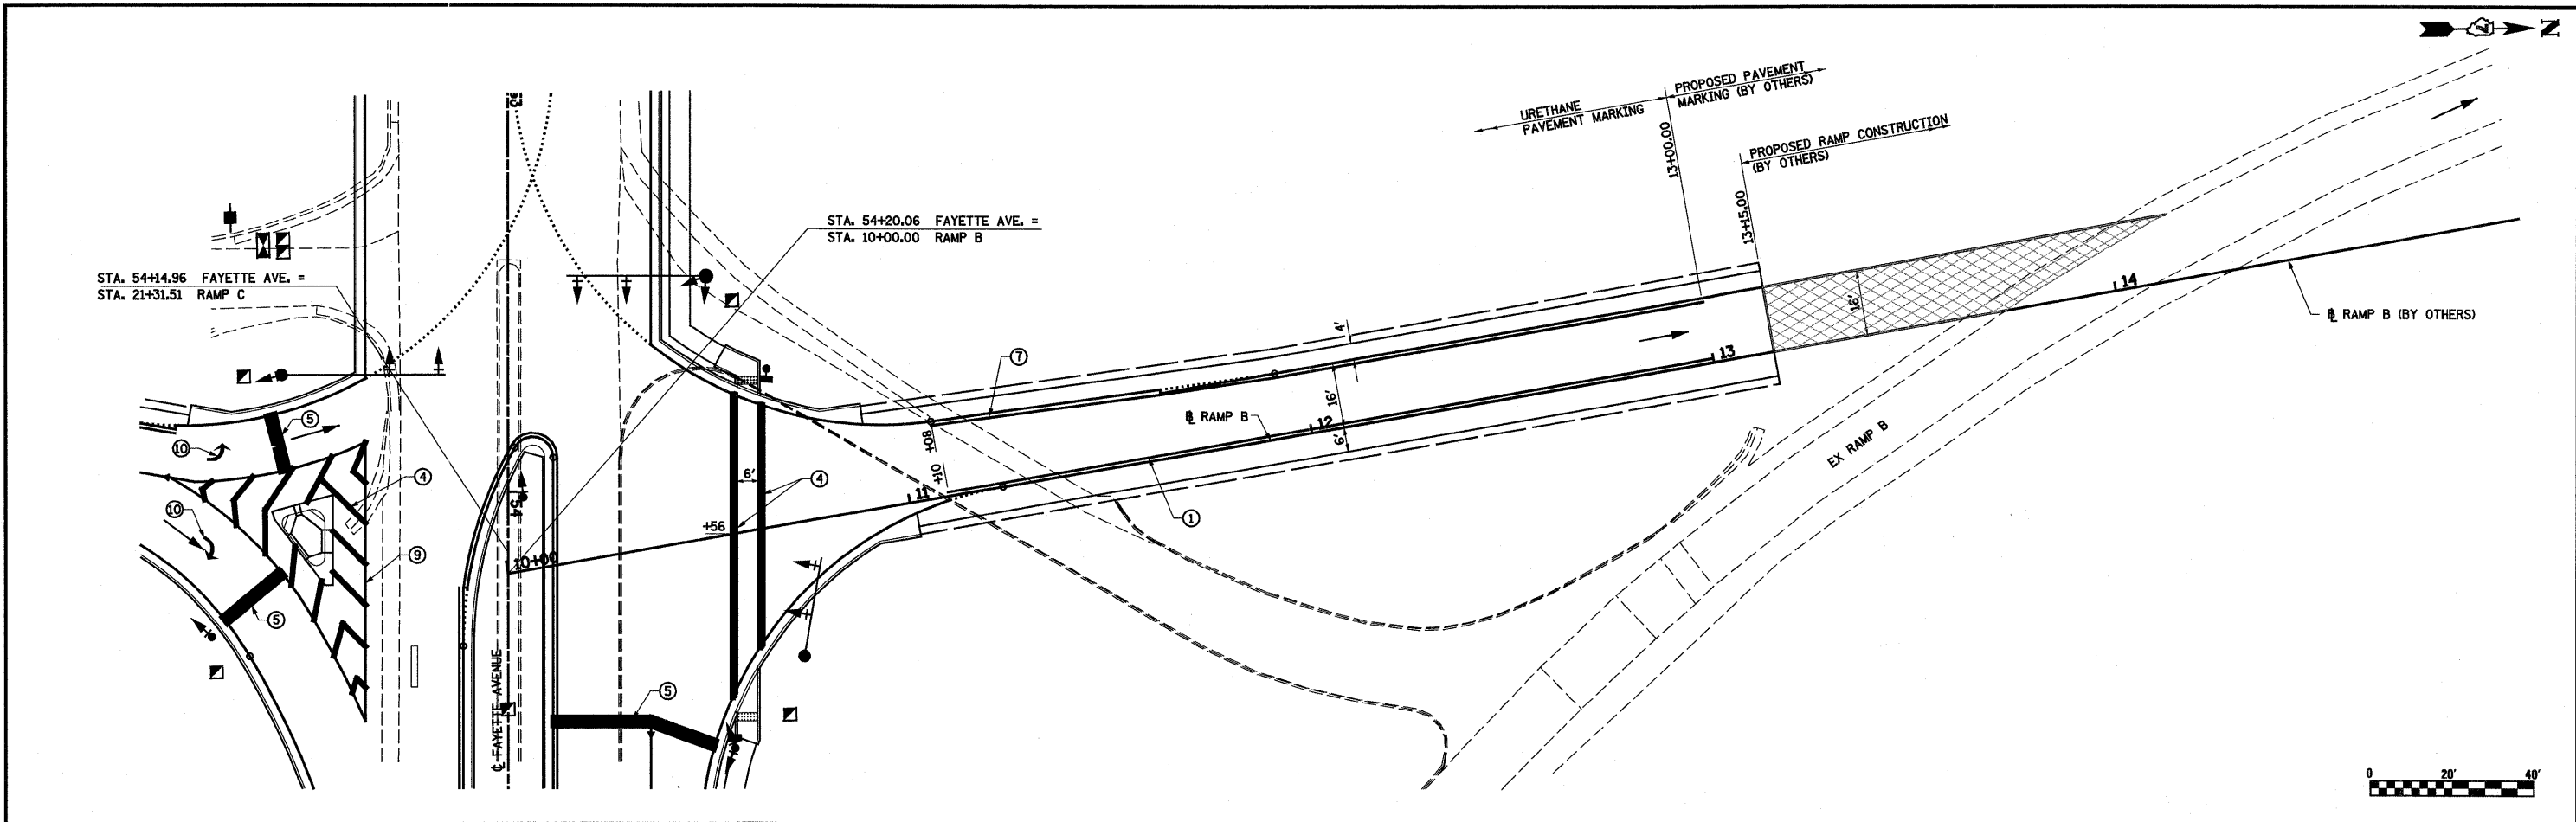 N
PROPOSED PAVEMENT
MARKING (BY OTHERS)
URETHANE
PAVEMENT MARKING
13+00.00
PROPOSED RAMP CONSTRUCTION
(BY OTHERS)
13+15.00
STA. 54+20.06 FAYETTE AVE. =
STA. 10+00.00 RAMP B
STA. 54+14.96 FAYETTE AVE. =
STA. 21+31.51 RAMP C
14
16'
RAMP B (BY OTHERS)
4'
13
7
16'
RAMP B
12
6'
5
10
+08
+10
EX RAMP B
4
6'
4
11
54
10
1
+56
9
10+00
5
FAYETTE AVENUE
5
0 20' 40'